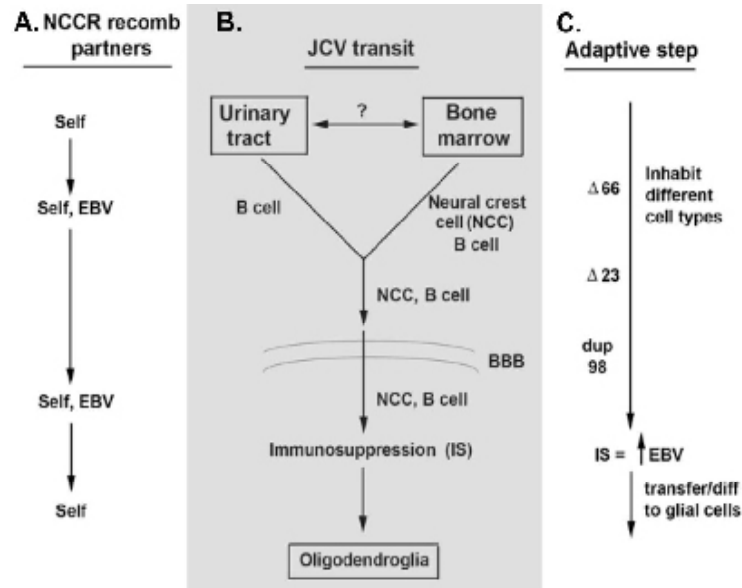 A. NCCR recomb
partners
Self
Self, EBV
Self, EBV
Self
B.
JCV transit
Urinary
tract
?
Bone
marrow
B cell
Neural crest
cell (NCC)
B cell
NCC, B cell
BBB
NCC, B cell
Immunosuppression (IS)
Oligodendroglia
C.
Adaptive step
Δ66
Inhabit
different
cell types
Δ23
dup
98
IS = EBV
transfer/diff
to glial cells